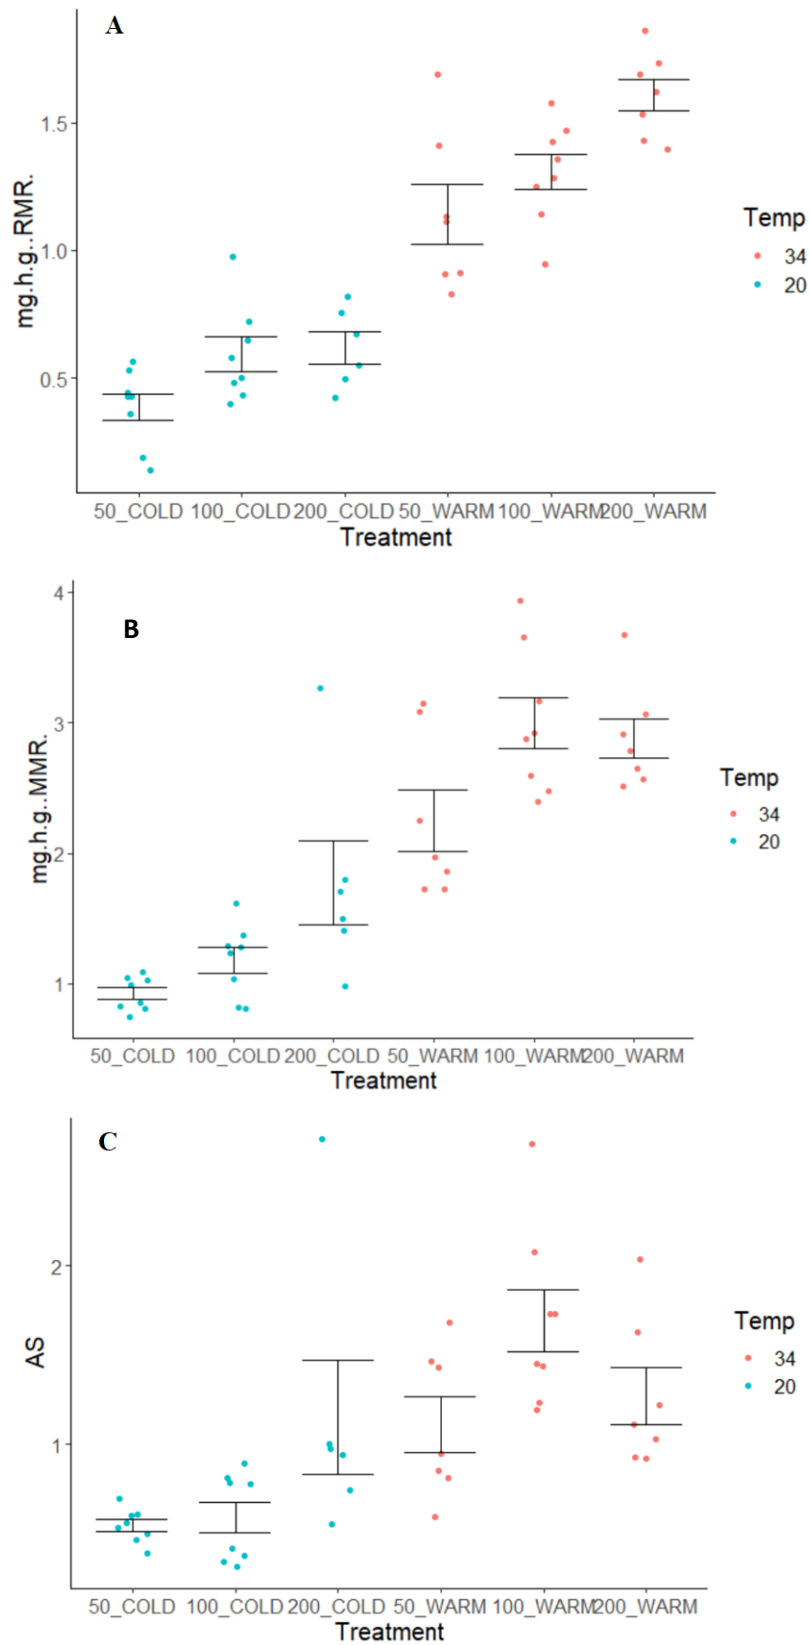 A
mg.h.g..RMR.
1.5
1.0
0.5
50_COLD 100_COLD 200_COLD 50_WARM 100_WARM 200_WARM
Treatment
Temp
34
20
B
mg.h.g..MMR.
4
3
2
1
50_COLD 100_COLD 200_COLD 50_WARM 100_WARM 200_WARM
Treatment
Temp
34
20
C
AS
2
1
50_COLD 100_COLD 200_COLD 50_WARM 100_WARM 200_WARM
Treatment
Temp
34
20